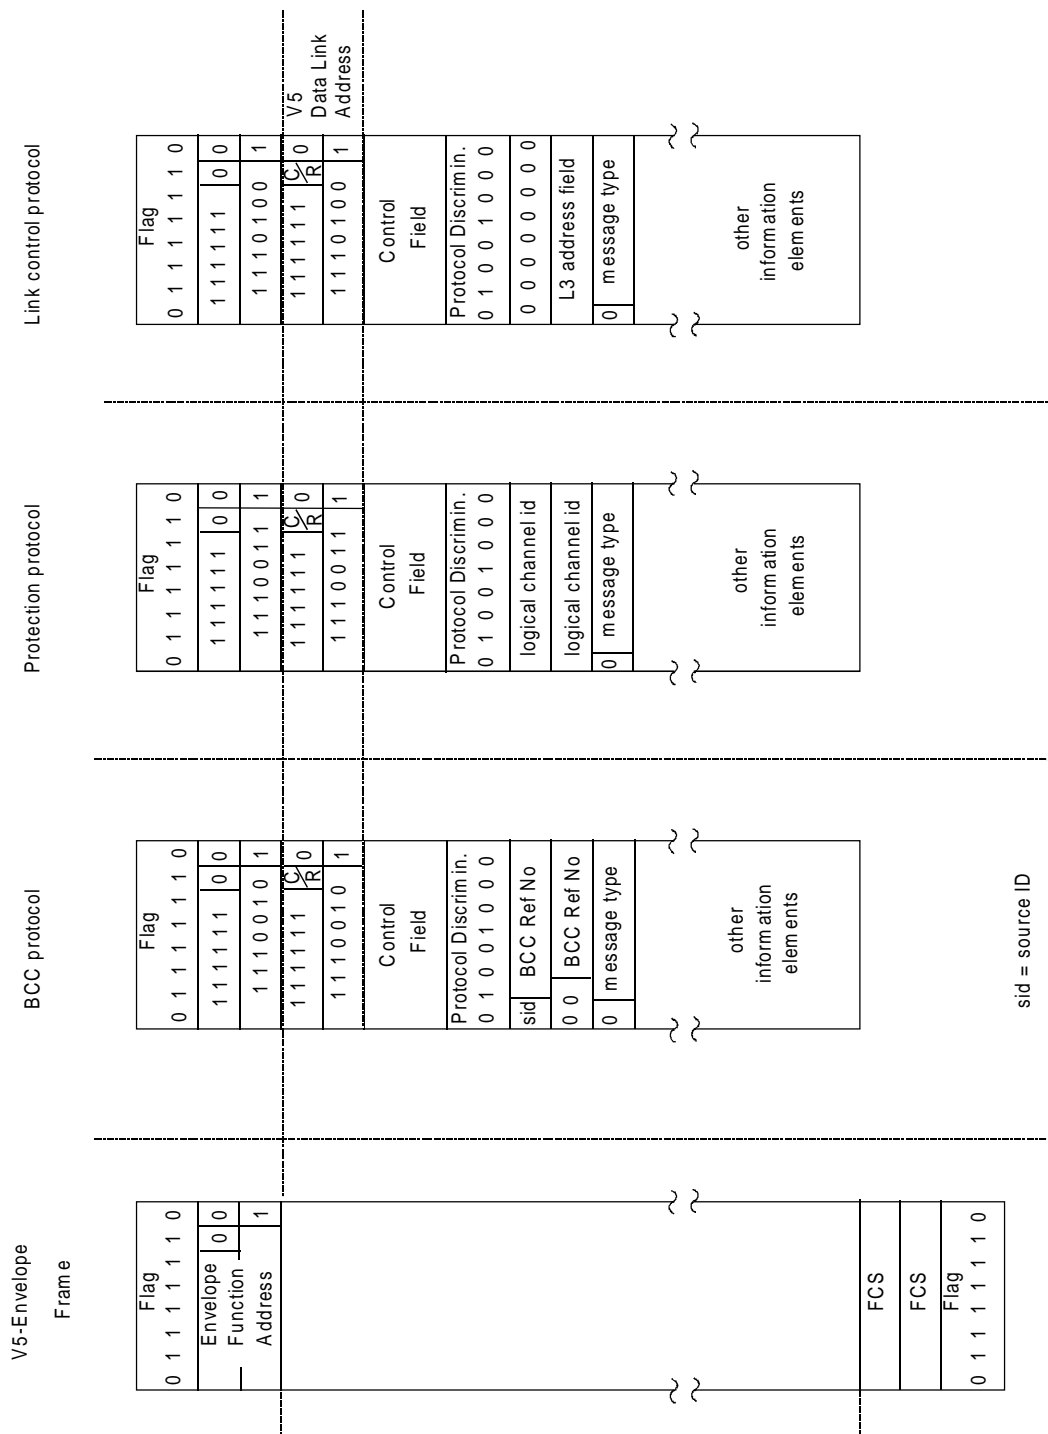 V5-Envelope
Frame
Flag
0 1 1 1 1 1 1 0
Envelope 0 0
Function
Address 1
FCS
FCS
Flag
0 1 1 1 1 1 1 0
BCC protocol
Flag
0 1 1 1 1 1 1 0
1 1 1 1 1 1 0 0
1 1 1 0 0 1 0 1
1 1 1 1 1 1 C/R 0
1 1 1 0 0 1 0 1
Control
Field
Protocol Discrimin.
0 1 0 0 1 0 0 0
sid BCC Ref No
0 0 BCC Ref No
0 message type
other
information
elements
sid = source ID
Protection protocol
Flag
0 1 1 1 1 1 1 0
1 1 1 1 1 1 0 0
1 1 1 0 0 1 1 1
1 1 1 1 1 1 C/R 0
1 1 1 0 0 1 1 1
Control
Field
Protocol Discrimin.
0 1 0 0 1 0 0 0
logical channel id
logical channel id
0 message type
other
information
elements
Link control protocol
Flag
0 1 1 1 1 1 1 0
1 1 1 1 1 1 0 0
1 1 1 0 1 0 0 1
1 1 1 1 1 1 C/R 0
1 1 1 0 1 0 0 1
V5
Data Link
Address
Control
Field
Protocol Discrimin.
0 1 0 0 1 0 0 0
0 0 0 0 0 0 0 0
L3 address field
0 message type
other
information
elements